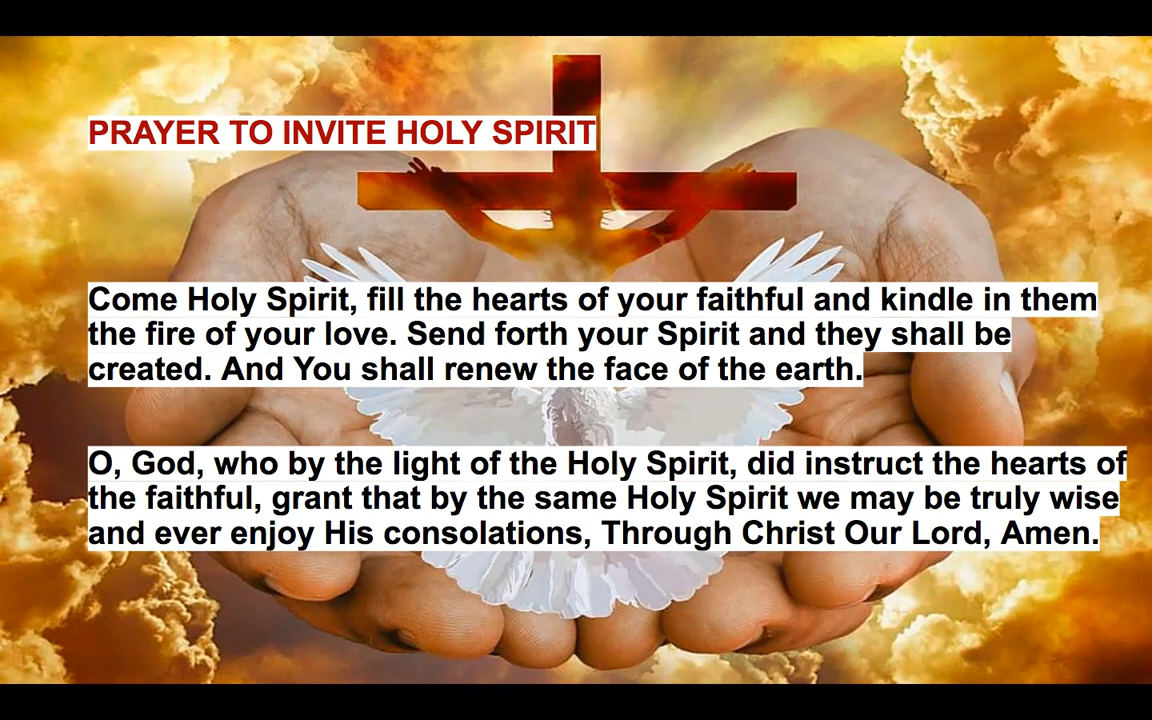 PRAYER TO INVITE HOLY SPIRIT
Come Holy Spirit, fill the hearts of your faithful and kindle in them
the fire of your love. Send forth your Spirit and they shall be
created. And You shall renew the face of the earth.
O, God, who by the light of the Holy Spirit, did instruct the hearts of
the faithful, grant that by the same Holy Spirit we may be truly wise
and ever enjoy His consolations, Through Christ Our Lord, Amen.